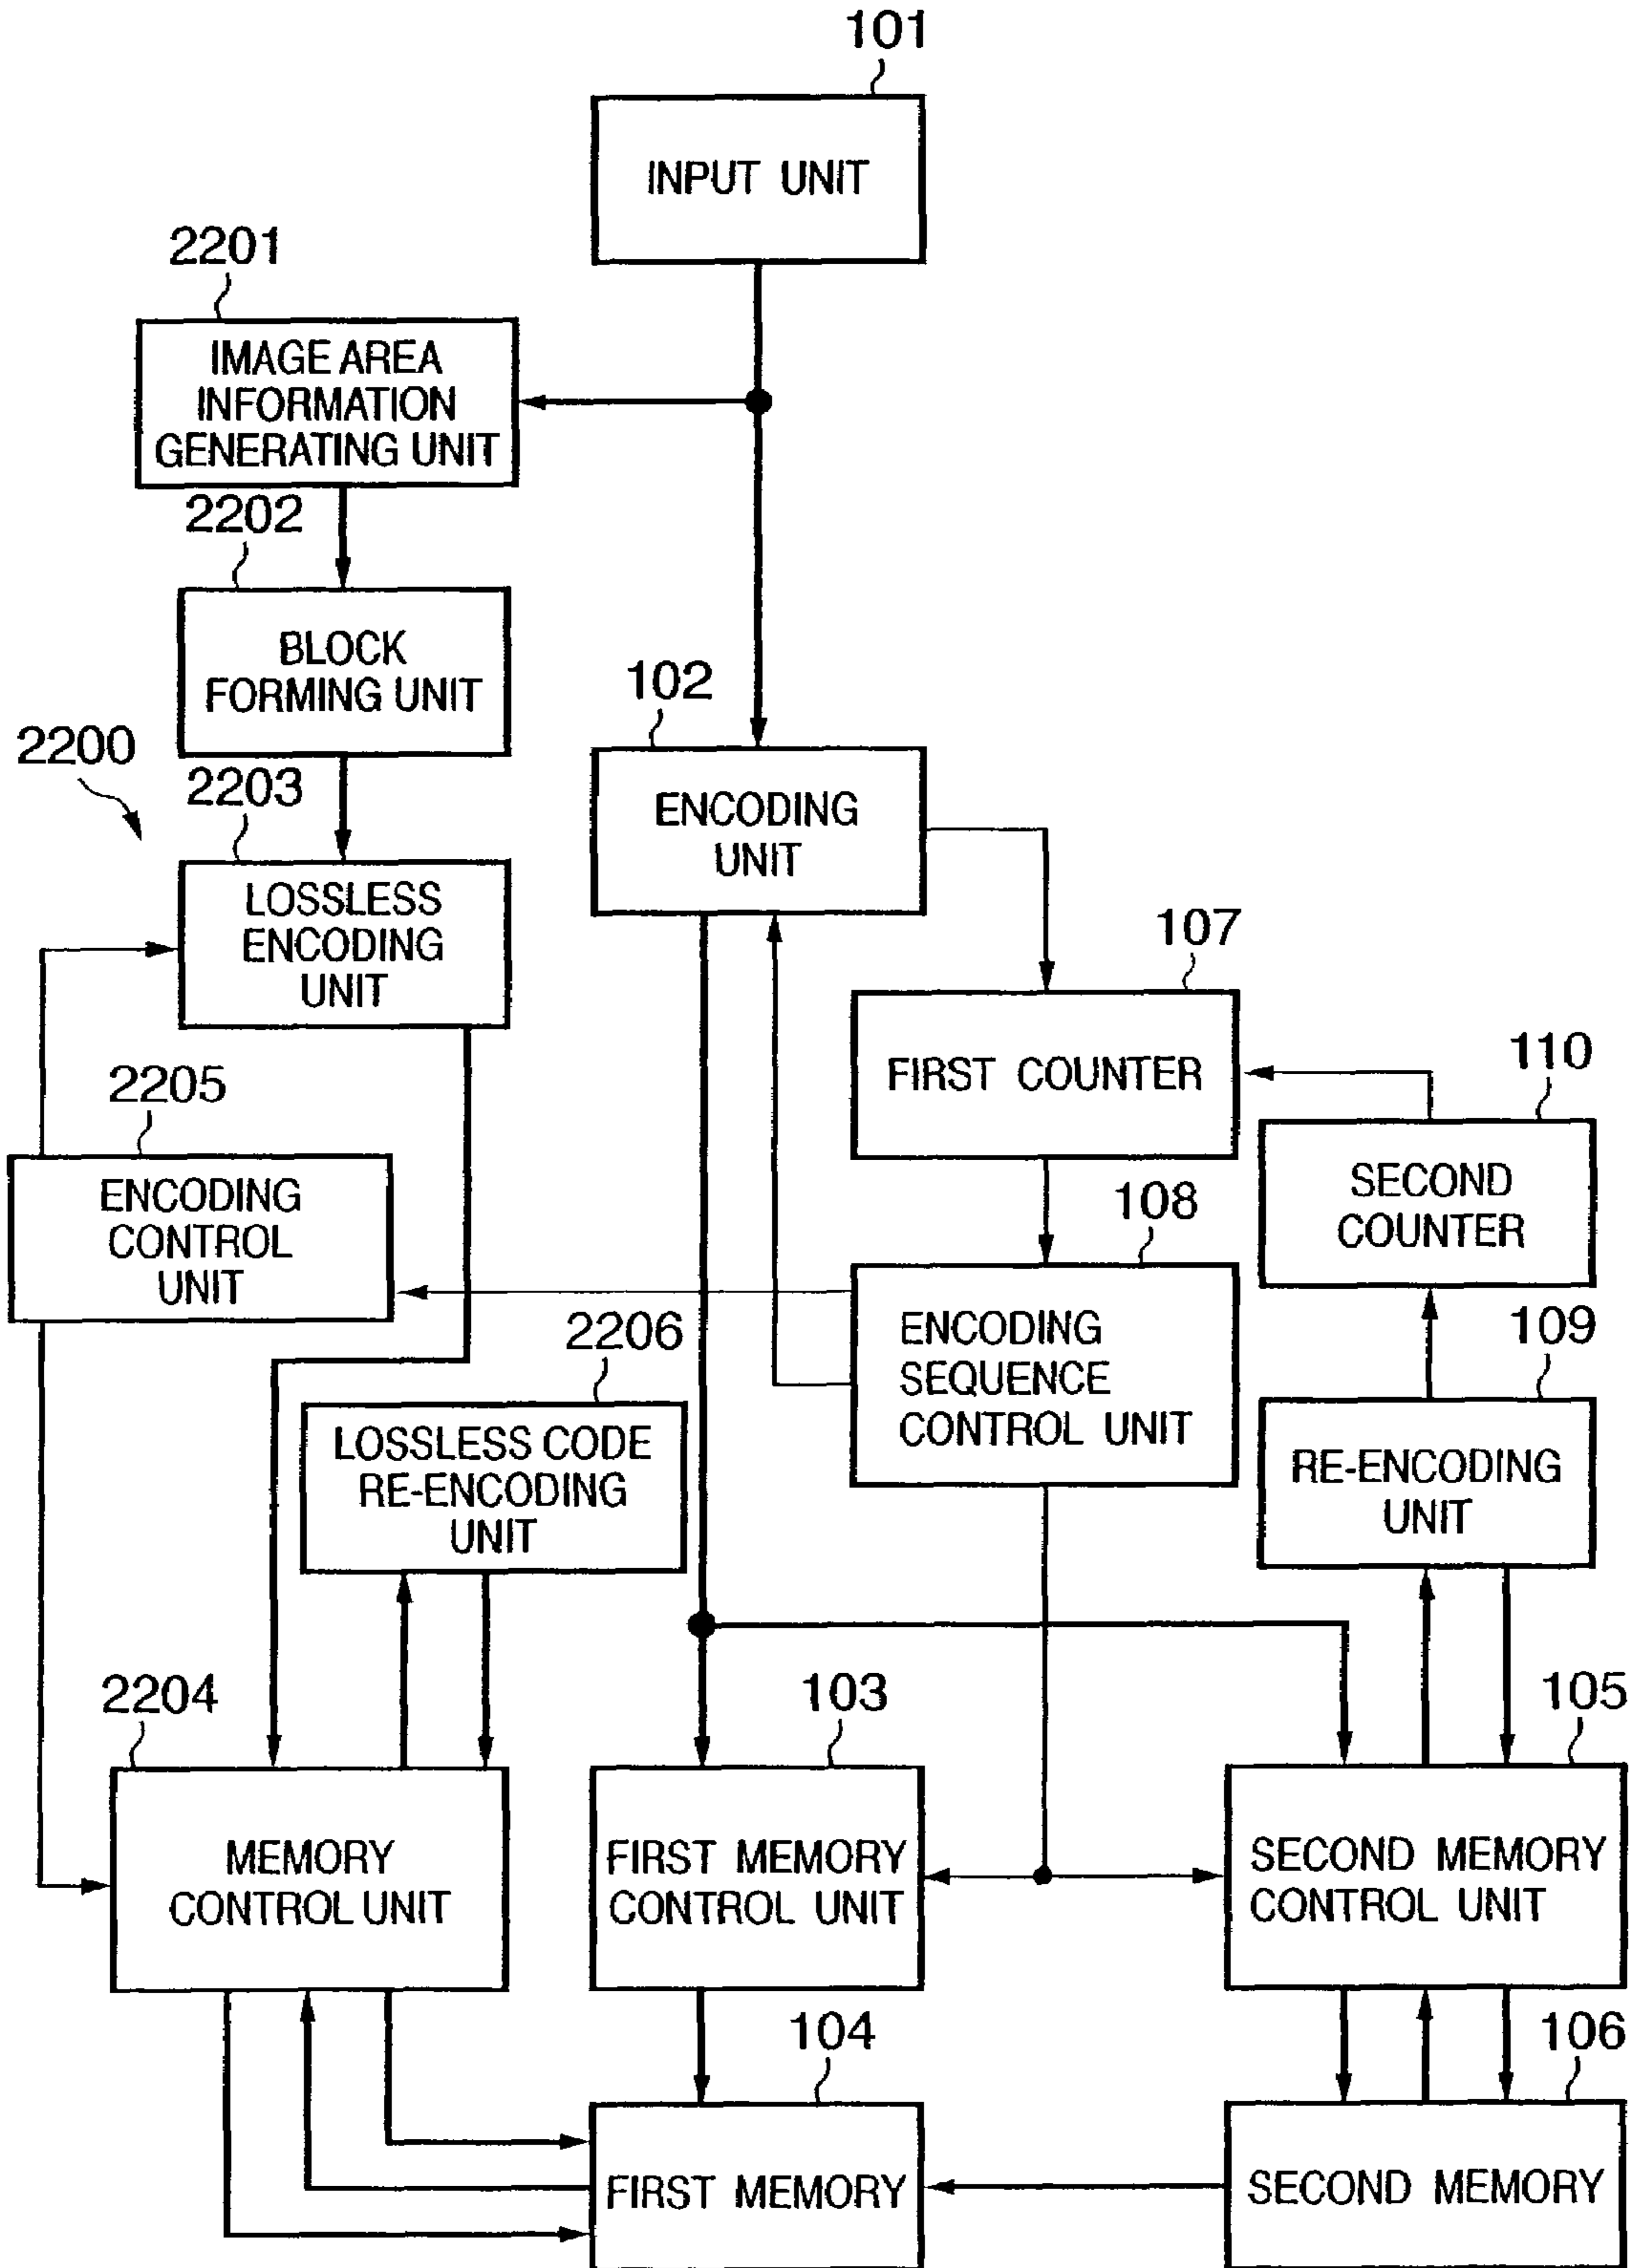 101
INPUT UNIT
2201
IMAGE AREA
INFORMATION
GENERATING UNIT
2202
BLOCK
FORMING UNIT
102
2200
2203
ENCODING
UNIT
LOSSLESS
ENCODING
UNIT
107
FIRST COUNTER
110
2205
SECOND
COUNTER
ENCODING
CONTROL
UNIT
108
2206
ENCODING
SEQUENCE
CONTROL UNIT
109
LOSSLESS CODE
RE-ENCODING
UNIT
RE-ENCODING
UNIT
2204
103
105
MEMORY
CONTROL UNIT
FIRST MEMORY
CONTROL UNIT
SECOND MEMORY
CONTROL UNIT
104
106
FIRST MEMORY
SECOND MEMORY